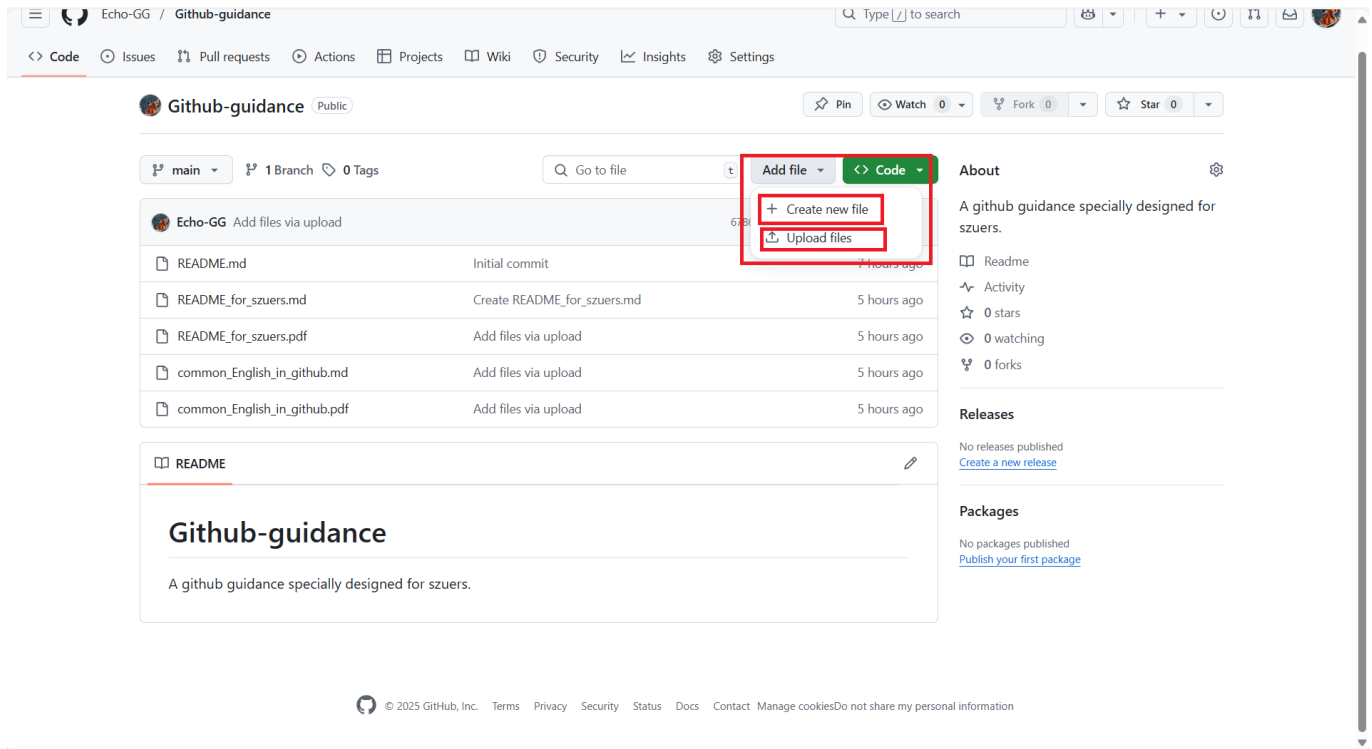 Echo-GG / Github-guidance
Type / to search
Code Issues Pull requests Actions Projects Wiki Security Insights Settings
Github-guidance Public
Pin Watch 0 Fork 0 Star 0
main 1 Branch 0 Tags
Go to file t Add file Code
Create new file
Upload files
Echo-GG Add files via upload
README.md Initial commit 7 hours ago
README_for_szuers.md Create README_for_szuers.md 5 hours ago
README_for_szuers.pdf Add files via upload 5 hours ago
common_English_in_github.md Add files via upload 5 hours ago
common_English_in_github.pdf Add files via upload 5 hours ago
README
Github-guidance
A github guidance specially designed for szuers.
About
A github guidance specially designed for
szuers.
Readme
Activity
0 stars
0 watching
0 forks
Releases
No releases published
Create a new release
Packages
No packages published
Publish your first package
© 2025 GitHub, Inc. Terms Privacy Security Status Docs Contact Manage cookies Do not share my personal information